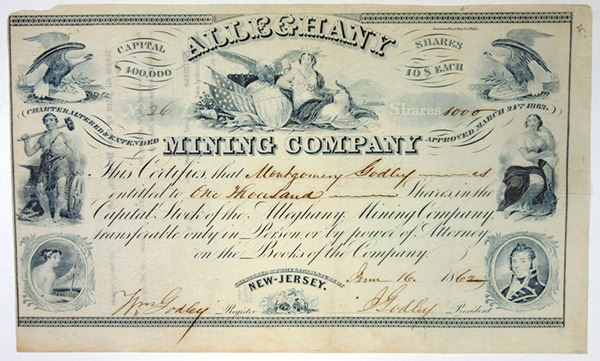 ALLEGHANY
CAPITAL $400,000
SHARES 10$ EACH
No. 26
Shares 1000
(CHARTER ALTERED & EXTENDED
APPROVED MARCH 24th 1862.)
MINING COMPANY
This Certifies, that Montgomery Godley is
entitled to One Thousand Shares, in the
Capital Stock of the Alleghany Mining Company,
transferable only in Person, or by power of Attorney,
on the Books of the Company.
NEW-JERSEY.
June 16. 1862
Wm Godley Register
J Godley President